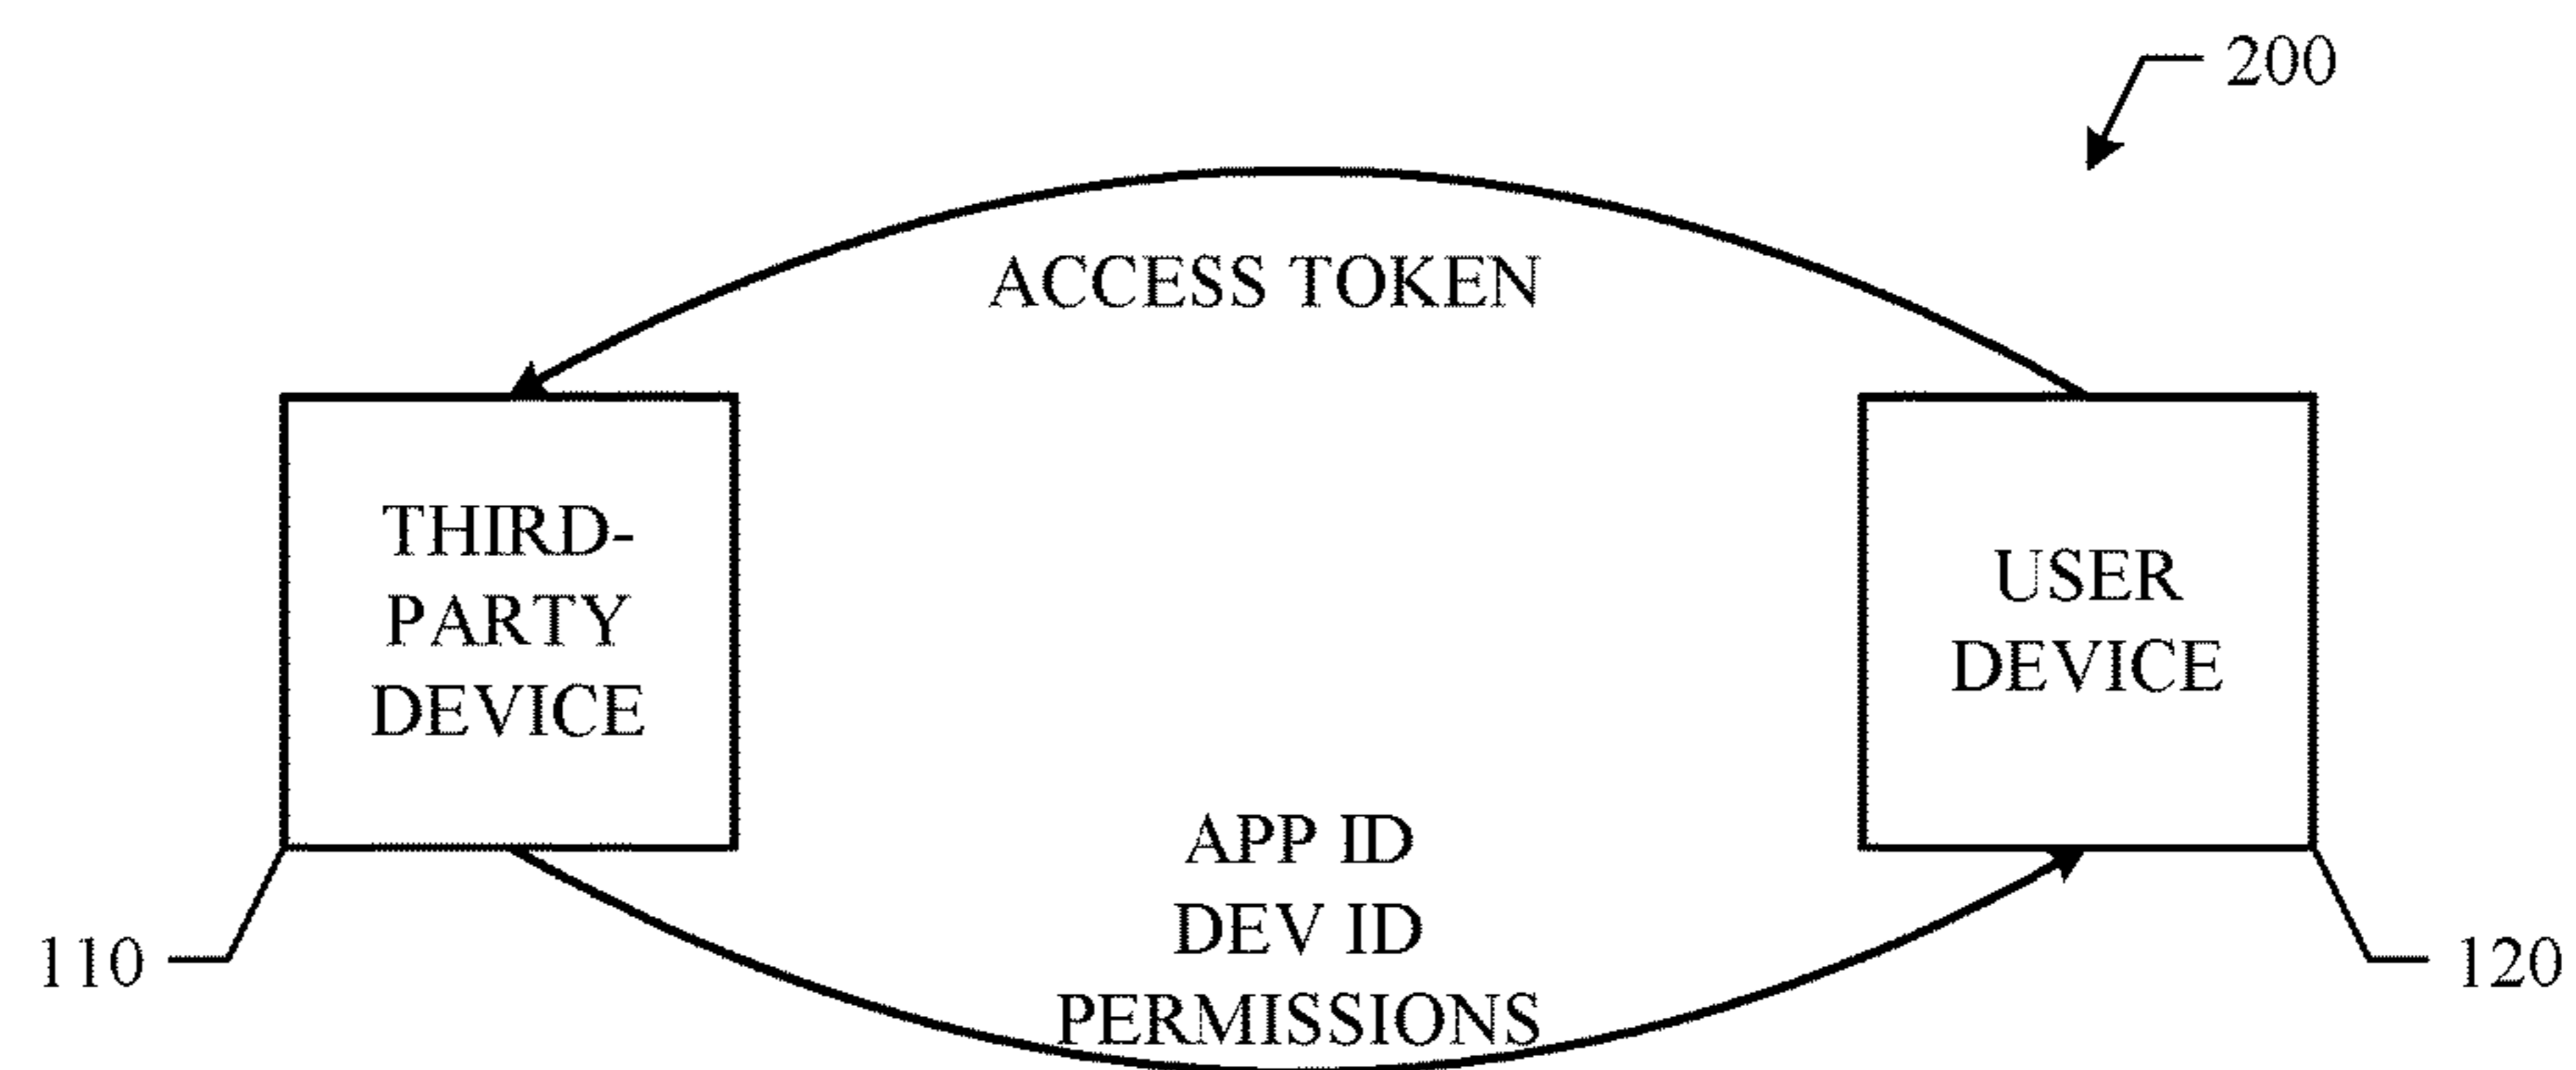 200
ACCESS TOKEN
THIRD-
PARTY
DEVICE
USER
DEVICE
APP ID
DEV ID
PERMISSIONS
110
120